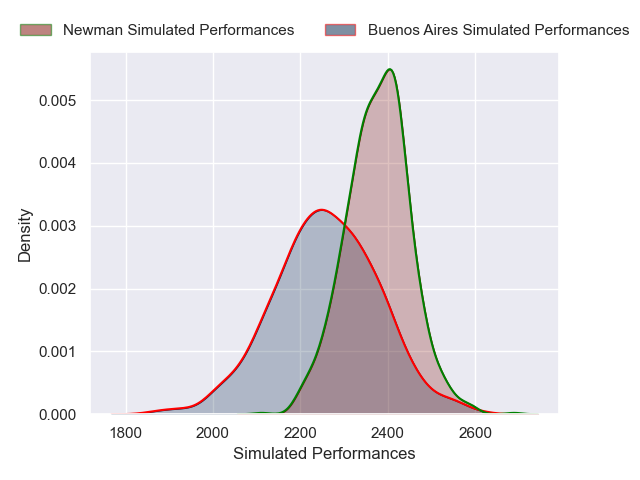 Newman Simulated Performances
Buenos Aires Simulated Performances
0.005
0.004
0.003
0.002
0.001
0.000
Density
1800 2000 2200 2400 2600
Simulated Performances